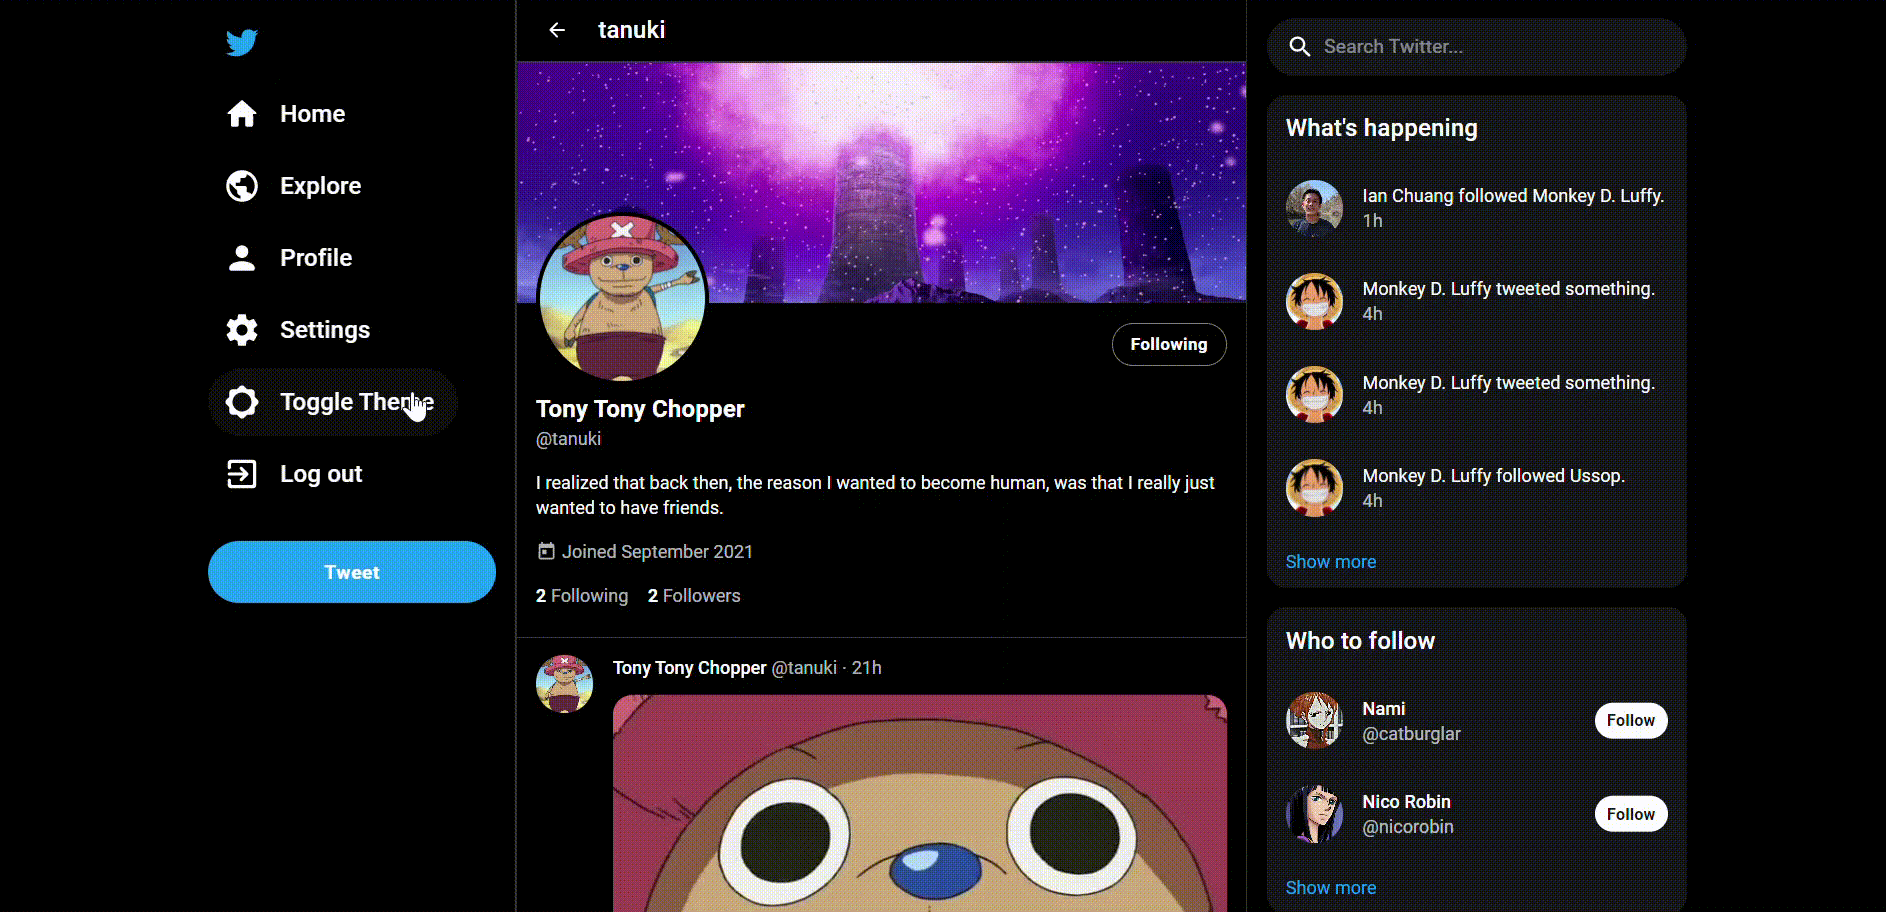 Home
Explore
Profile
Settings
Toggle Theme
Log out
Tweet
tanuki
Following
Tony Tony Chopper
@tanuki
I realized that back then, the reason I wanted to become human, was that I really just
wanted to have friends.
Joined September 2021
2 Following 2 Followers
Tony Tony Chopper @tanuki · 21h
Search Twitter...
What's happening
Ian Chuang followed Monkey D. Luffy.
1h
Monkey D. Luffy tweeted something.
4h
Monkey D. Luffy tweeted something.
4h
Monkey D. Luffy followed Ussop.
4h
Show more
Who to follow
Nami
@catburglar
Follow
Nico Robin
@nicorobin
Follow
Show more